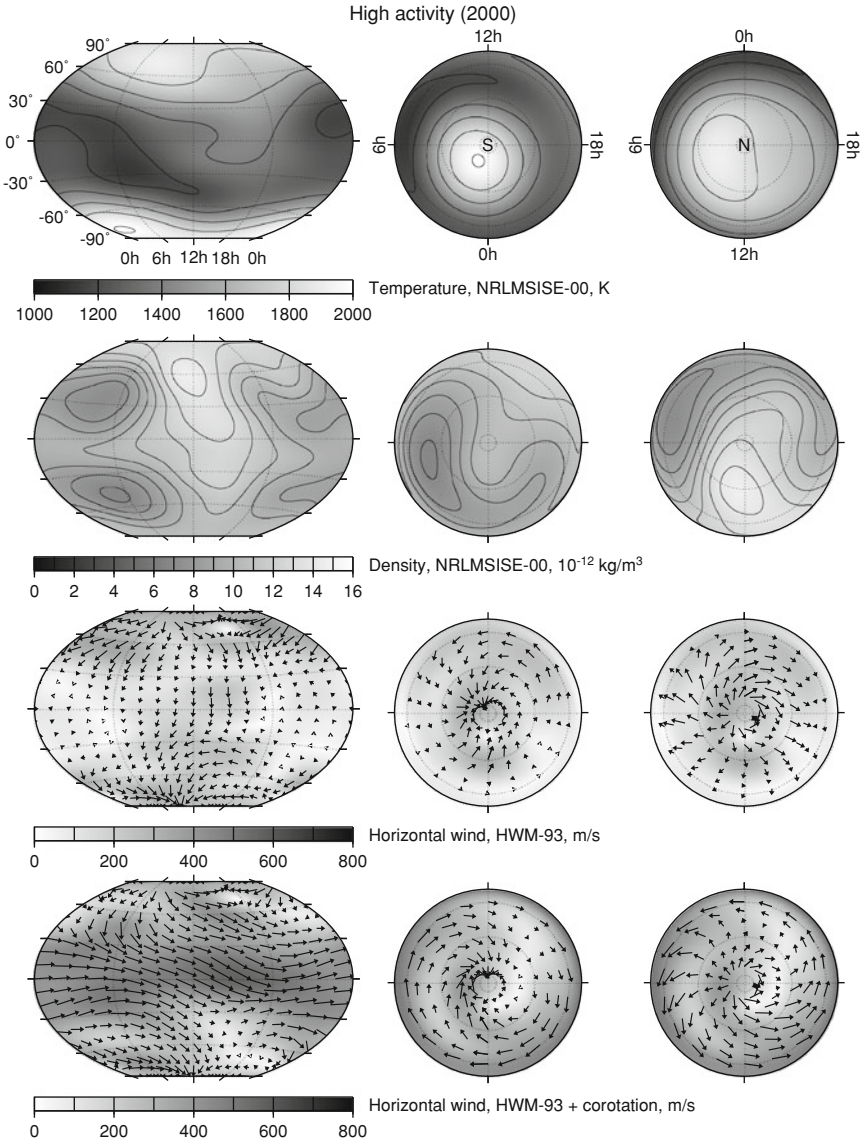 High activity (2000)
12h
0h
90°
60°
30°
0°
-30°
-60°
-90°
0h 6h 12h 18h 0h
6h
S
18h
0h
6h
N
18h
12h
1000 1200 1400 1600 1800 2000
Temperature, NRLMSISE-00, K
0 2 4 6 8 10 12 14 16
Density, NRLMSISE-00, 10⁻¹² kg/m³
0 200 400 600 800
Horizontal wind, HWM-93, m/s
0 200 400 600 800
Horizontal wind, HWM-93 + corotation, m/s